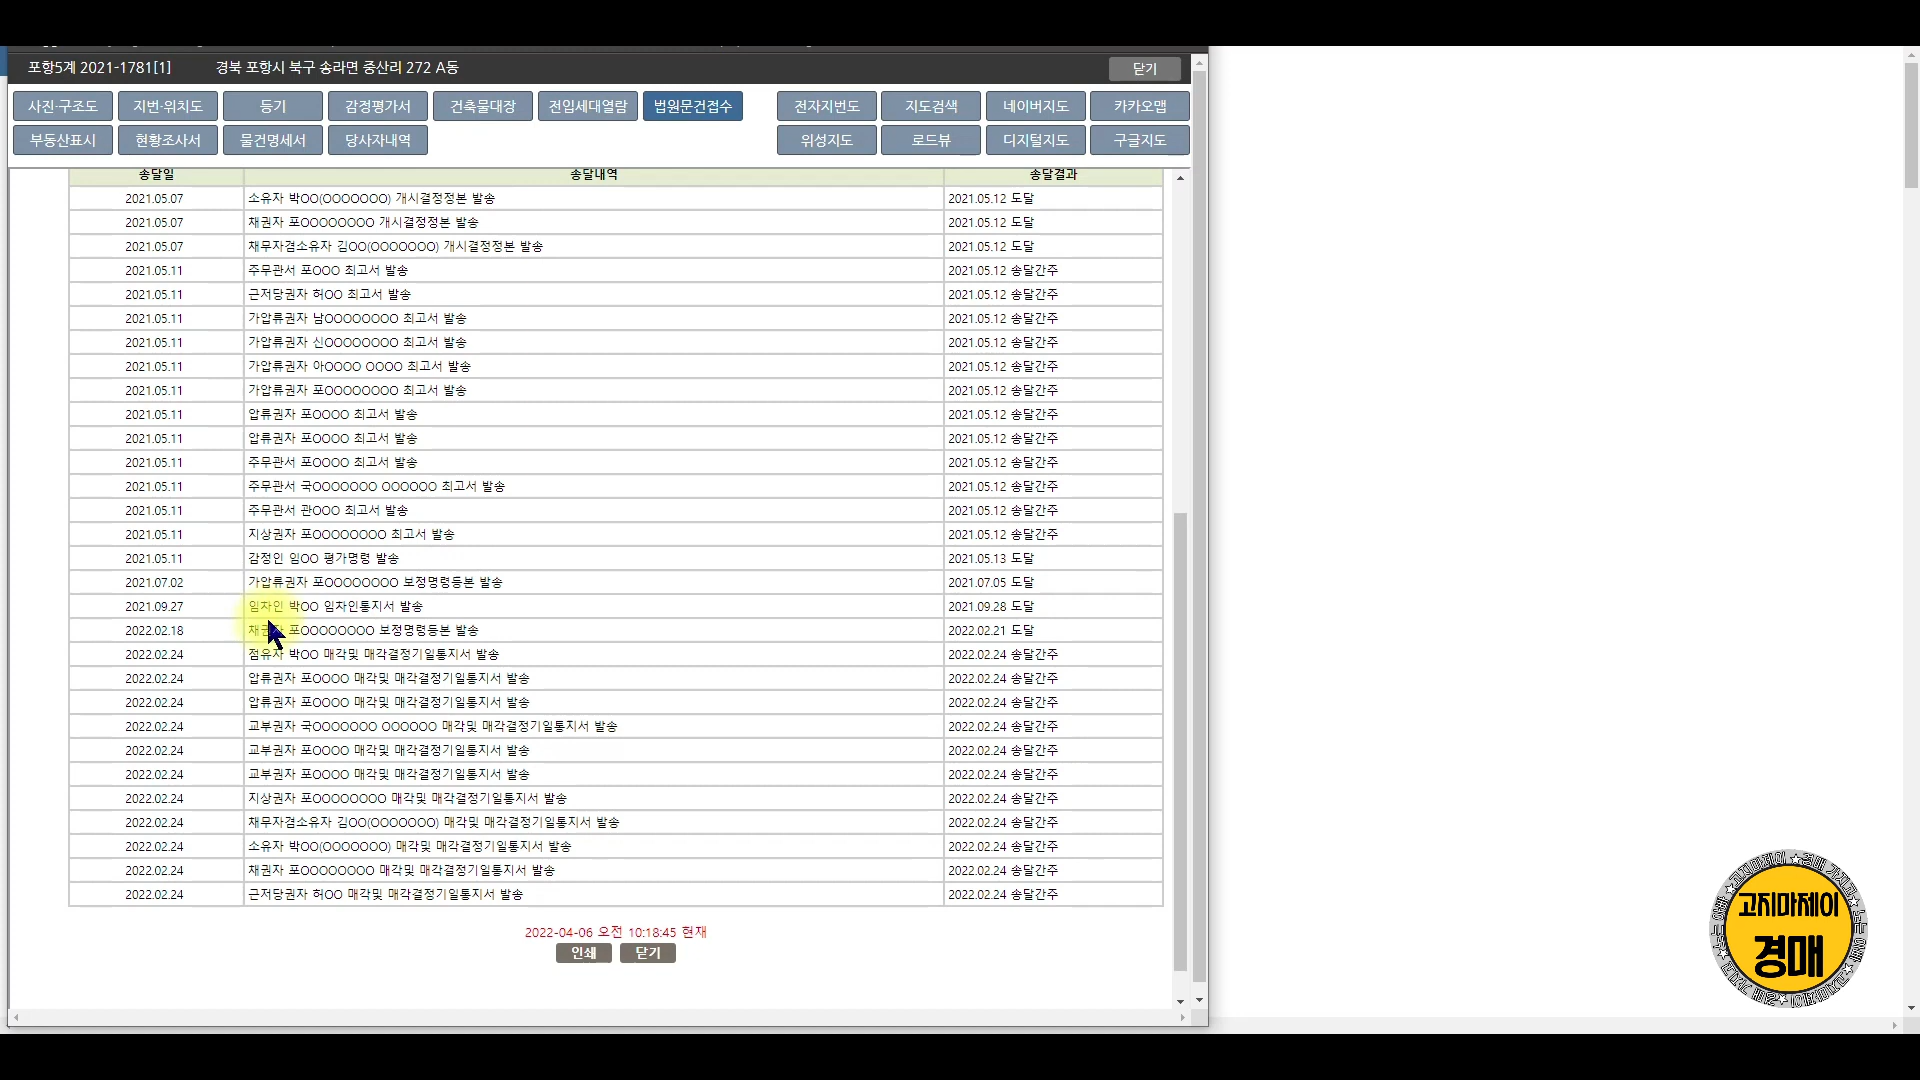 포항5계 2021-1781[1] 경북 포항시 북구 송라면 중산리 272 A동 닫기
사진·구조도 지번·위치도 등기 감정평가서 건축물대장 전입세대열람 법원문건접수 전자지번도 지도검색 네이버지도 카카오맵
부동산표시 현황조사서 물건명세서 당사자내역 위성지도 로드뷰 디지털지도 구글지도
송달일 송달내역 송달결과
2021.05.07 소유자 박OO(OOOOOOO) 개시결정정본 발송 2021.05.12 도달
2021.05.07 채권자 포OOOOOOOO 개시결정정본 발송 2021.05.12 도달
2021.05.07 채무자겸소유자 김OO(OOOOOOO) 개시결정정본 발송 2021.05.12 도달
2021.05.11 주무관서 포OOO 최고서 발송 2021.05.12 송달간주
2021.05.11 근저당권자 허OO 최고서 발송 2021.05.12 송달간주
2021.05.11 가압류권자 남OOOOOOOO 최고서 발송 2021.05.12 송달간주
2021.05.11 가압류권자 신OOOOOOOO 최고서 발송 2021.05.12 송달간주
2021.05.11 가압류권자 아OOOO OOOO 최고서 발송 2021.05.12 송달간주
2021.05.11 가압류권자 포OOOOOOOO 최고서 발송 2021.05.12 송달간주
2021.05.11 압류권자 포OOOO 최고서 발송 2021.05.12 송달간주
2021.05.11 압류권자 포OOOO 최고서 발송 2021.05.12 송달간주
2021.05.11 주무관서 포OOOO 최고서 발송 2021.05.12 송달간주
2021.05.11 주무관서 국OOOOOOO OOOOOO 최고서 발송 2021.05.12 송달간주
2021.05.11 주무관서 관OOO 최고서 발송 2021.05.12 송달간주
2021.05.11 지상권자 포OOOOOOOO 최고서 발송 2021.05.12 송달간주
2021.05.11 감정인 임OO 평가명령 발송 2021.05.13 도달
2021.07.02 가압류권자 포OOOOOOOO 보정명령등본 발송 2021.07.05 도달
2021.09.27 임차인 박OO 임차인통지서 발송 2021.09.28 도달
2022.02.18 채권자 포OOOOOOOO 보정명령등본 발송 2022.02.21 도달
2022.02.24 점유자 박OO 매각및 매각결정기일통지서 발송 2022.02.24 송달간주
2022.02.24 압류권자 포OOOO 매각및 매각결정기일통지서 발송 2022.02.24 송달간주
2022.02.24 압류권자 포OOOO 매각및 매각결정기일통지서 발송 2022.02.24 송달간주
2022.02.24 교부권자 국OOOOOOO OOOOOO 매각및 매각결정기일통지서 발송 2022.02.24 송달간주
2022.02.24 교부권자 포OOOO 매각및 매각결정기일통지서 발송 2022.02.24 송달간주
2022.02.24 교부권자 포OOOO 매각및 매각결정기일통지서 발송 2022.02.24 송달간주
2022.02.24 지상권자 포OOOOOOOO 매각및 매각결정기일통지서 발송 2022.02.24 송달간주
2022.02.24 채무자겸소유자 김OO(OOOOOOO) 매각및 매각결정기일통지서 발송 2022.02.24 송달간주
2022.02.24 소유자 박OO(OOOOOOO) 매각및 매각결정기일통지서 발송 2022.02.24 송달간주
2022.02.24 채권자 포OOOOOOOO 매각및 매각결정기일통지서 발송 2022.02.24 송달간주
2022.02.24 근저당권자 허OO 매각및 매각결정기일통지서 발송 2022.02.24 송달간주
2022-04-06 오전 10:18:45 현재
인쇄 닫기
고지마제이
경매